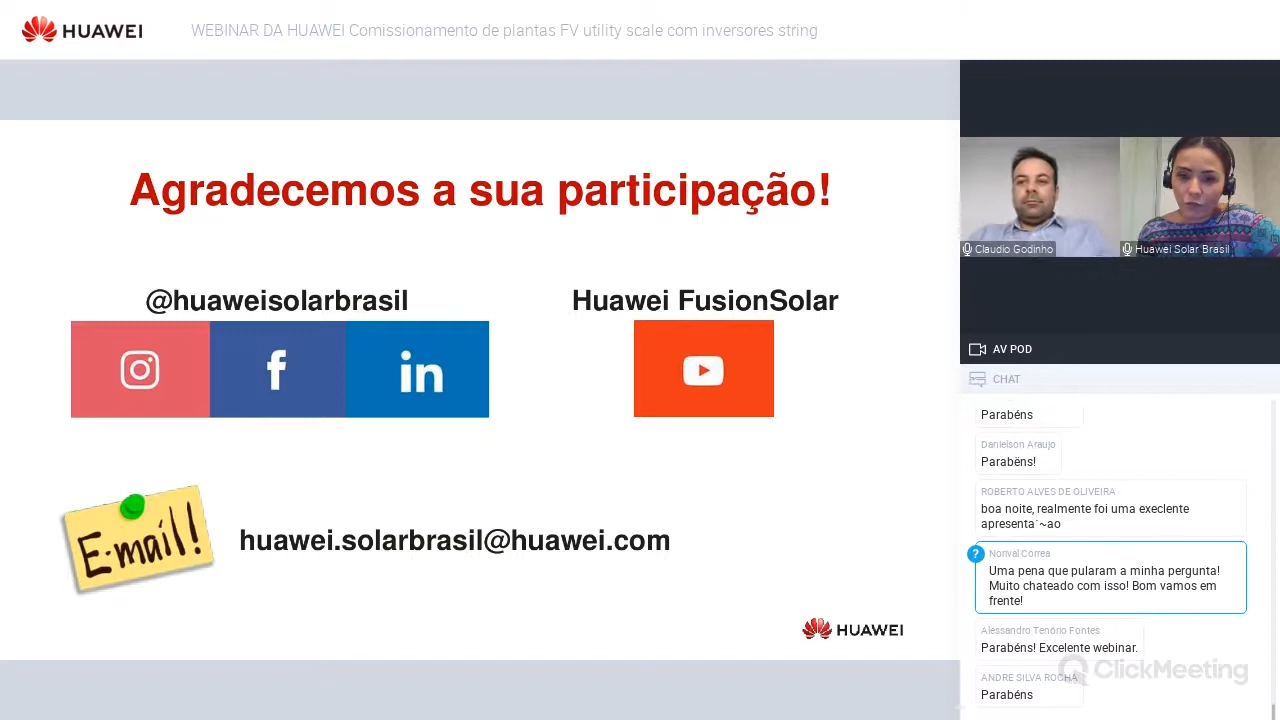 HUAWEI
WEBINAR DA HUAWEI Comissionamento de plantas FV utility scale com inversores string
Agradecemos a sua participação!
@huaweisolarbrasil
Huawei FusionSolar
in
E-mail!
huawei.solarbrasil@huawei.com
HUAWEI
Claudio Godinho
Huawei Solar Brasil
AV POD
CHAT
Parabéns
Danielson Araujo
Parabëns!
ROBERTO ALVES DE OLIVEIRA
boa noite, realmente foi uma execlente
apresenta´~ao
?
Norival Correa
Uma pena que pularam a minha pergunta!
Muito chateado com isso! Bom vamos em
frente!
Alessandro Tenório Fontes
Parabéns! Excelente webinar.
ANDRE SILVA ROCHA
Parabéns
ClickMeeting